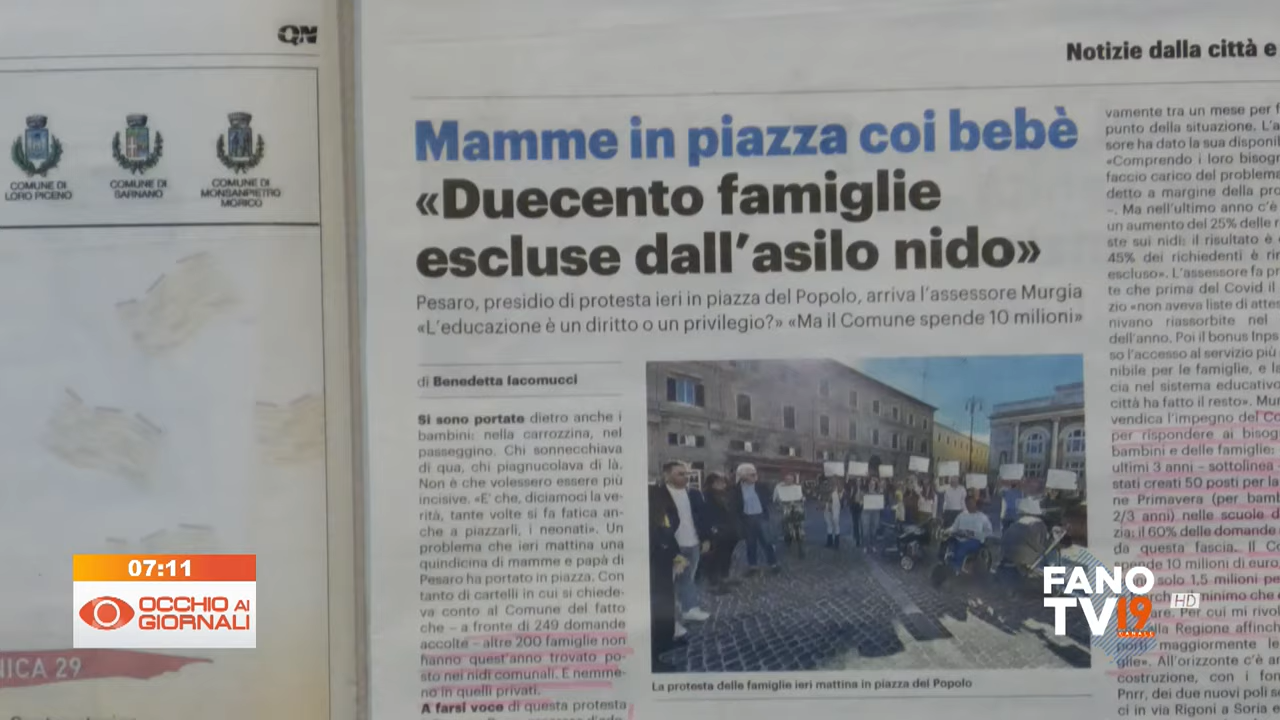 QN
COMUNE DI
LORO PICENO
COMUNE DI
SARNANO
COMUNE DI
MONSAMPIETRO
MORICO
NICA 29
07:11
OCCHIO AI
GIORNALI
Notizie dalla città e
Mamme in piazza coi bebè
«Duecento famiglie
escluse dall'asilo nido»
Pesaro, presidio di protesta ieri in piazza del Popolo, arriva l'assessore Murgia
«L'educazione è un diritto o un privilegio?» «Ma il Comune spende 10 milioni»
di Benedetta Iacomucci
Si sono portate dietro anche i
bambini: nella carrozzina, nel
passeggino. Chi sonnecchiava
di qua, chi piagnucolava di là.
Non è che volessero essere più
incisive. «E' che, diciamoci la ve-
rità, tante volte si fa fatica an-
che a piazzarli, i neonati». Un
problema che ieri mattina una
quindicina di mamme e papà di
Pesaro ha portato in piazza. Con
tanto di cartelli in cui si chiede-
va conto al Comune del fatto
che – a fronte di 249 domande
accolte – altre 200 famiglie non
hanno quest'anno trovato po-
sto nei nidi comunali. E nemme-
no in quelli privati.
A farsi voce di questa protesta
La protesta delle famiglie ieri mattina in piazza del Popolo
vamente tra un mese per f
punto della situazione. L'a
sore ha dato la sua disponit
«Comprendo i loro bisogn
faccio carico del problema
detto a margine della pro
–. Ma nell'ultimo anno c'è
un aumento del 25% delle r
ste sui nidi: il risultato è
45% dei richiedenti è rir
escluso». L'assessore fa pr
te che prima del Covid il
zio «non aveva liste di atte
nivano riassorbite nel
dell'anno. Poi il bonus Inps
so l'accesso al servizio più
nibile per le famiglie, e la
cia nel sistema educativo
città ha fatto il resto». Mur
vendica l'impegno del Co
per rispondere ai bisog
bambini e delle famiglie:
ultimi 3 anni – sottolinea
stati creati 50 posti per la
ne Primavera (per bamb
2/3 anni) nelle scuole d
zia: il 60% delle domande
da questa fascia. Il Co
spende 10 milioni di euro,
solo 1,5 milioni pe
minimo che
Per cui mi rivo
alla Regione affinch
maggiormente le
glie». All'orizzonte c'è an
costruzione, con i fon
Pnrr, dei due nuovi poli s
ci in via Rigoni a Soria e
FANO
TV19
HD